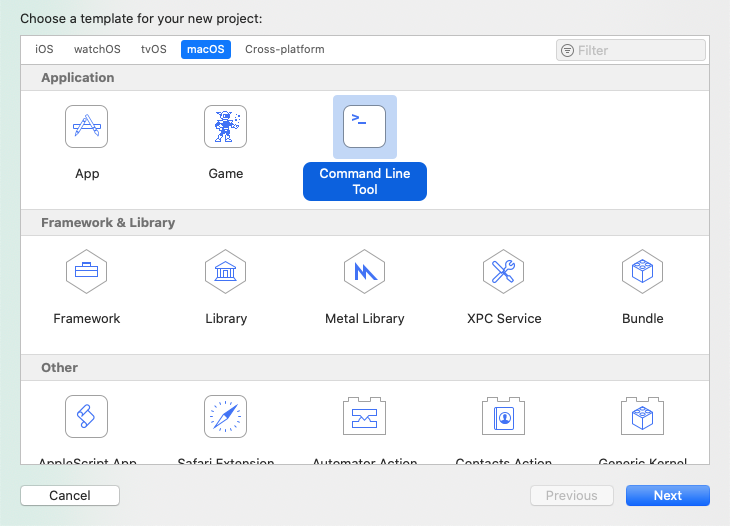 Choose a template for your new project:
iOS watchOS tvOS macOS Cross-platform Filter
Application
App Game Command Line
Tool
Framework & Library
Framework Library Metal Library XPC Service Bundle
Other
AppleScript App Safari Extension Automator Action Contacts Action Generic Kernel
Cancel Previous Next